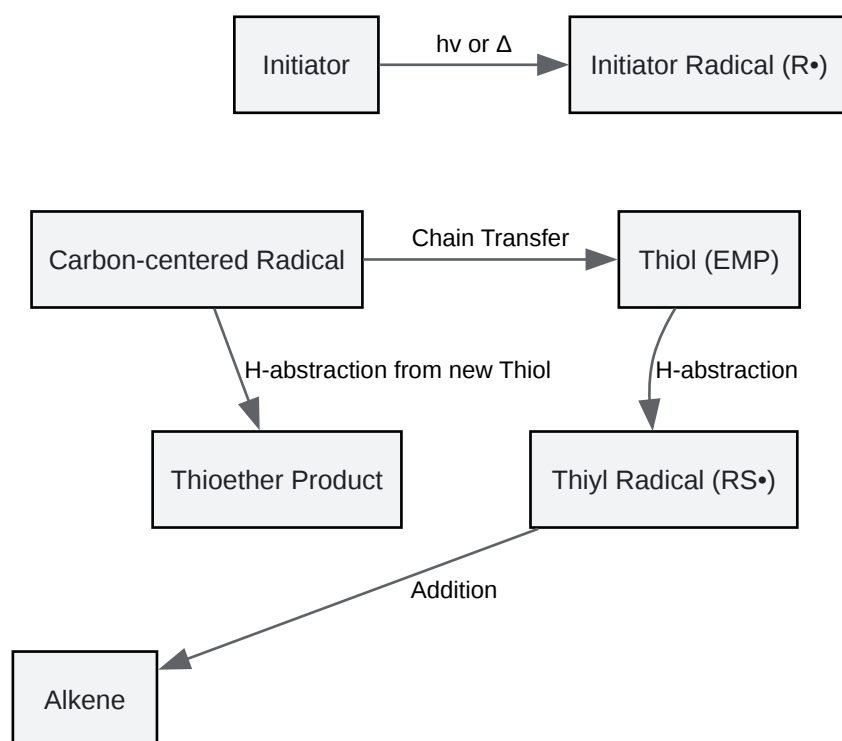 hv or Δ
Initiator
Initiator Radical (R•)
Chain Transfer
Carbon-centered Radical
Thiol (EMP)
H-abstraction from new Thiol
H-abstraction
Thioether Product
Thiyl Radical (RS•)
Addition
Alkene